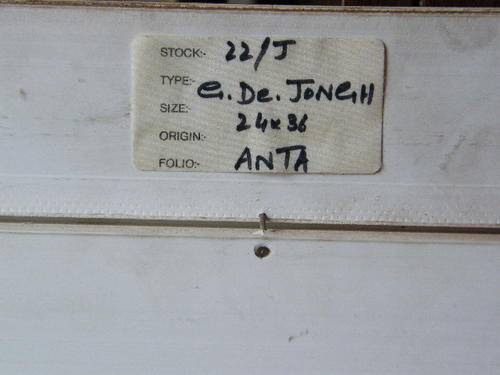 STOCK:- 22/J
TYPE:- G. De. JONGH
SIZE:- 24x36
ORIGIN:-
FOLIO:- ANTA